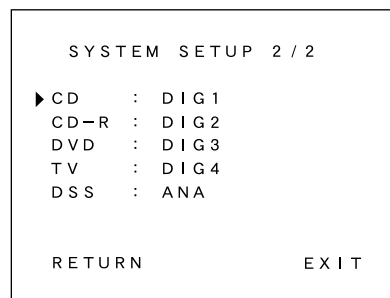 SYSTEM SETUP 2/2
CD : DIG1
CD-R : DIG2
DVD : DIG3
TV : DIG4
DSS : ANA
RETURN EXIT